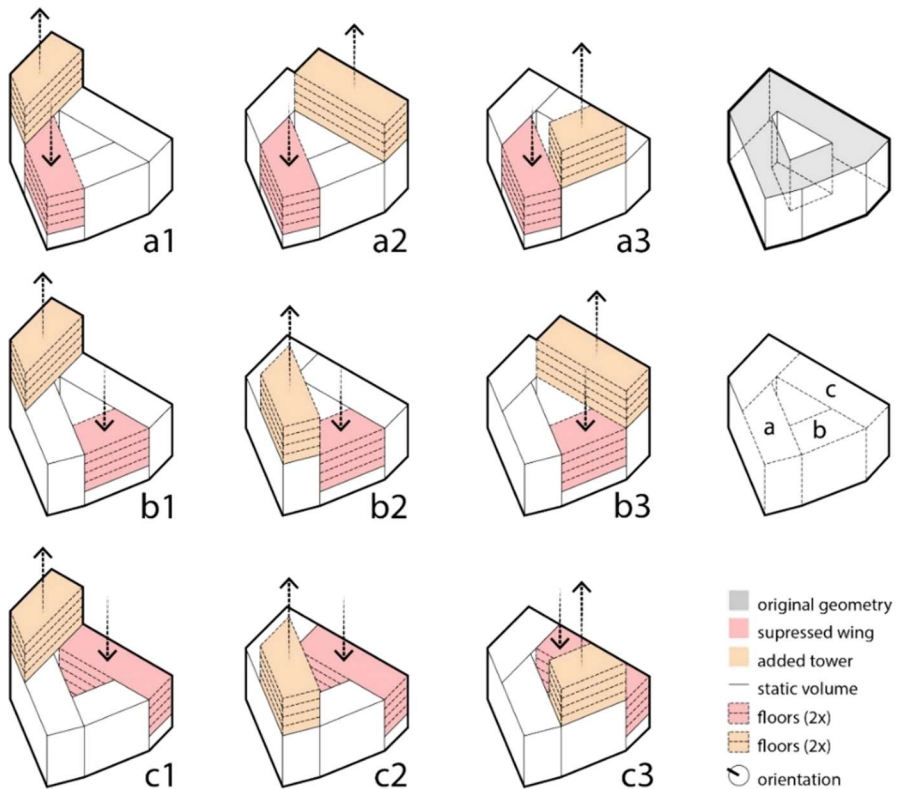 a1
a2
a3
b1
b2
b3
a
b
c
c1
c2
c3
original geometry
supressed wing
added tower
static volume
floors (2x)
floors (2x)
orientation